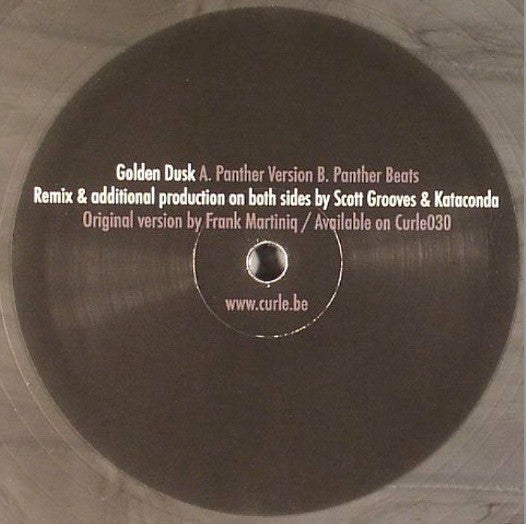 Golden Dusk A. Panther Version B. Panther Beats
Remix & additional production on both sides by Scott Grooves & Kataconda
Original version by Frank Martiniq / Available on Curle030
www.curle.be